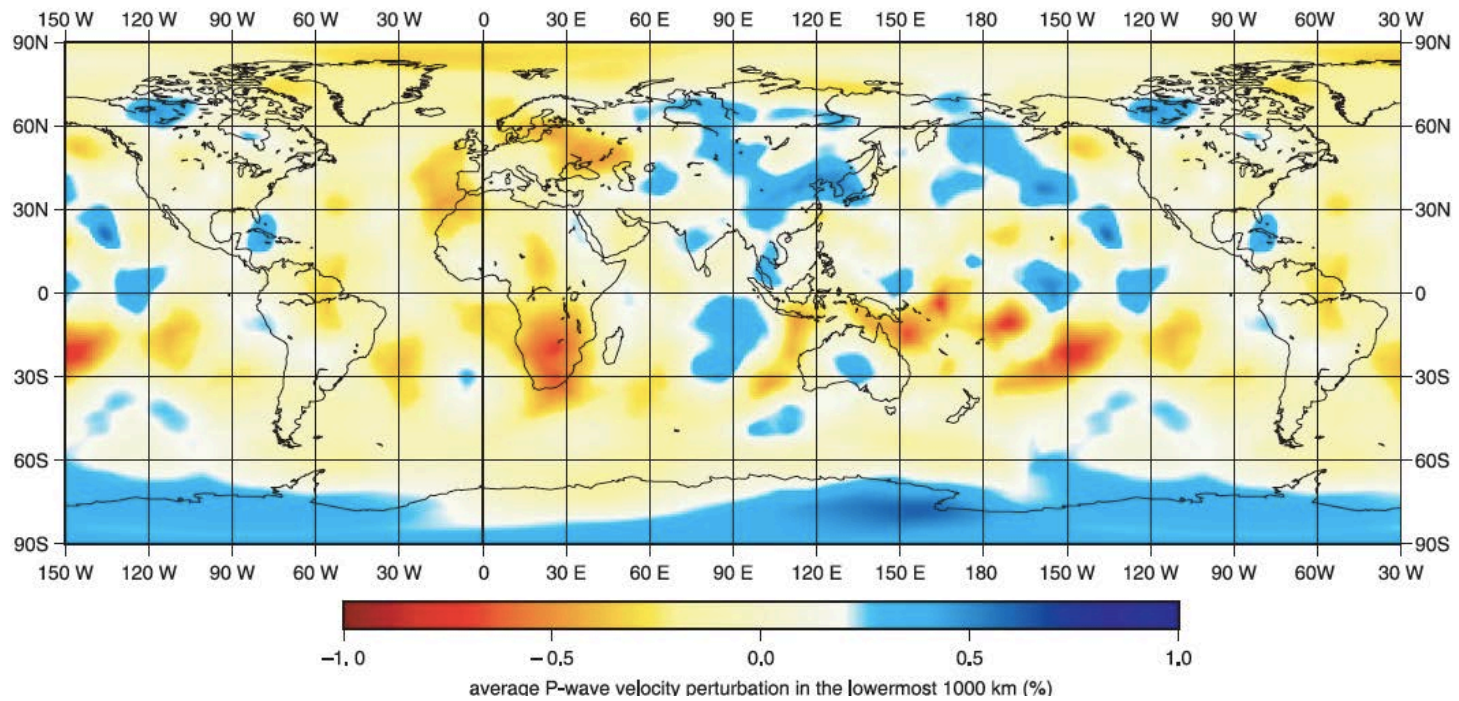 150 W 120 W 90W 60 W 30 W 0 30 E 60 E 90 E 120 E 150 E 180 150 W 120 W 90W 60W 30 W
90N 90N
60N 60N
30N 30N
0 0
30S 30S
60S 60S
90S 90S
150 W 120 W 90W 60 W 30 W 0 30 E 60 E 90 E 120 E 150 E 180 150 W 120 W 90 W 60W 30 W
−1. 0 −0.5 0.0 0.5 1.0
average P-wave velocity perturbation in the lowermost 1000 km (%)